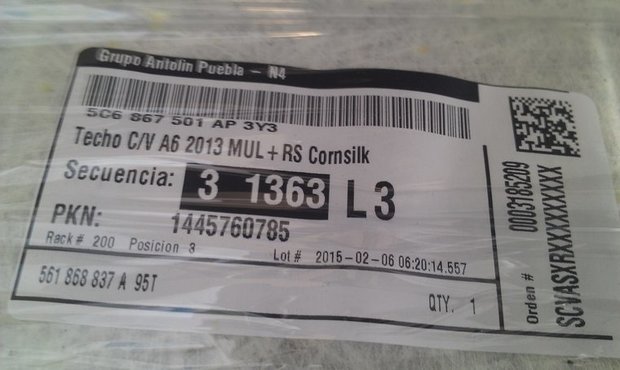 Grupo Antolin Puebla - N4
5C6 867 501 AP 3Y3
Techo C/V A6 2013 MUL+RS Cornsilk
Secuencia: 3 1363 L3
PKN: 1445760785
Rack# 200 Posicion 3 Lot# 2015-02-06 06:20:14.557
561 868 837 A 95T QTY. 1
Orden # 0003185209
SCVASXRXXXXXXXXXX